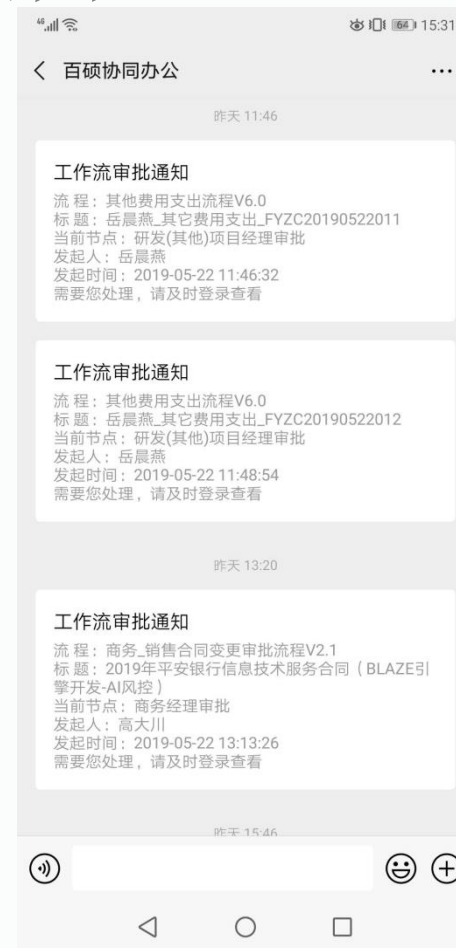 46
64 15:31
百硕协同办公
昨天 11:46
工作流审批通知
流 程：其他费用支出流程V6.0
标 题：岳晨燕_其它费用支出_FYZC20190522011
当前节点：研发(其他)项目经理审批
发起人：岳晨燕
发起时间：2019-05-22 11:46:32
需要您处理，请及时登录查看
工作流审批通知
流 程：其他费用支出流程V6.0
标 题：岳晨燕_其它费用支出_FYZC20190522012
当前节点：研发(其他)项目经理审批
发起人：岳晨燕
发起时间：2019-05-22 11:48:54
需要您处理，请及时登录查看
昨天 13:20
工作流审批通知
流 程：商务_销售合同变更审批流程V2.1
标 题：2019年平安银行信息技术服务合同（BLAZE引
擎开发-AI风控）
当前节点：商务经理审批
发起人：高大川
发起时间：2019-05-22 13:13:26
需要您处理，请及时登录查看
昨天 15:46